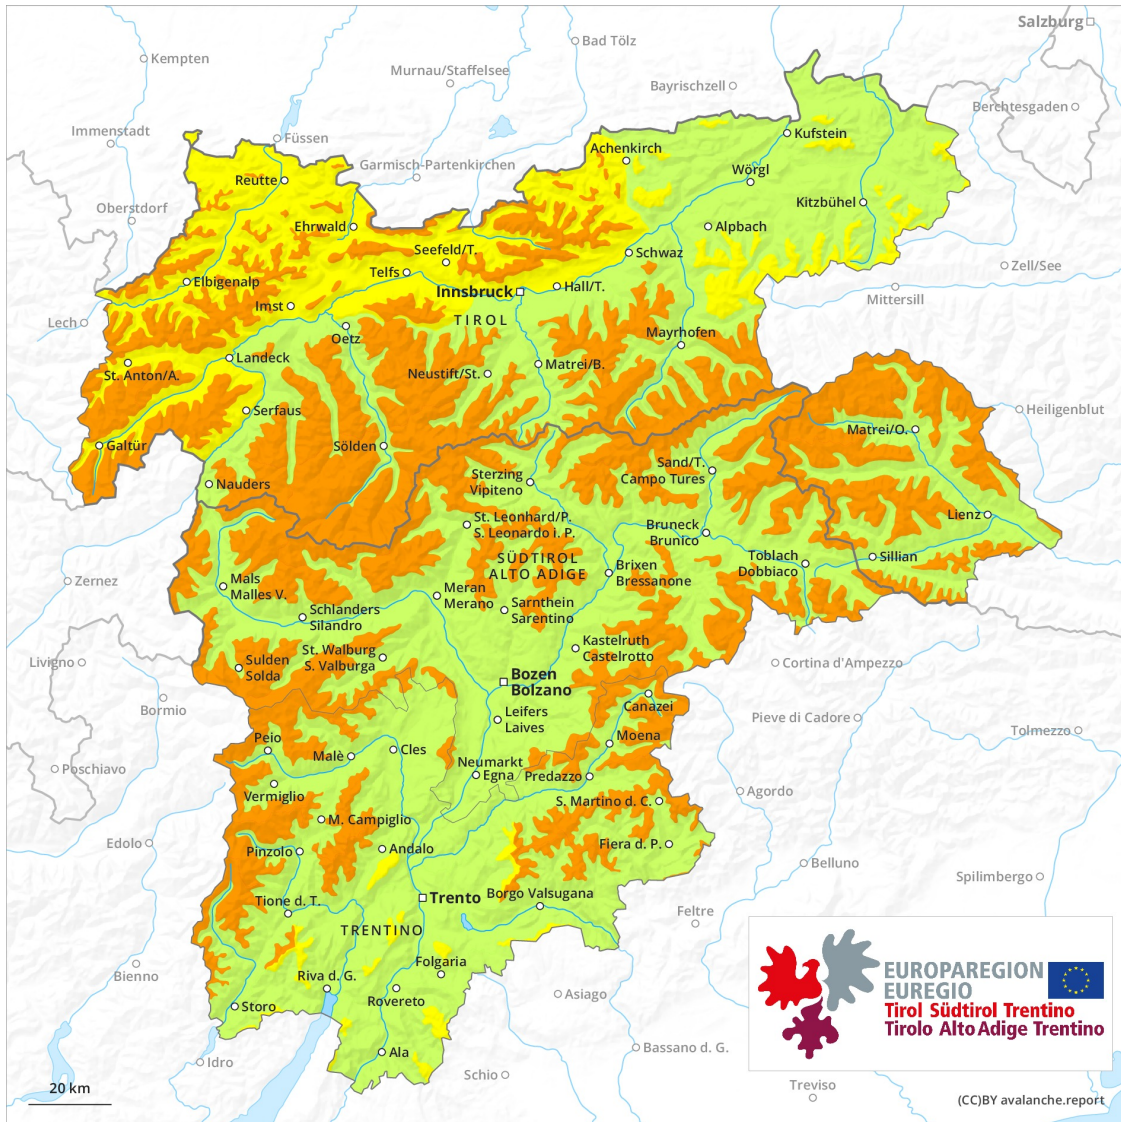 Salzburg
Bad Tölz
Kempten
Murnau/Staffelsee
Bayrischzell
Berchtesgaden
Immenstadt
Füssen
Kufstein
Achenkirch
Garmisch-Partenkirchen
Wörgl
Reutte
Oberstdorf
Kitzbühel
Ehrwald
Alpbach
Seefeld/T.
Schwaz
Telfs
Zell/See
Elbigenalp
Hall/T.
Innsbruck
Mittersill
Imst
Lech
TIROL
Mayrhofen
Oetz
Landeck
Matrei/B.
St. Anton/A.
Neustift/St.
Serfaus
Heiligenblut
Matrei/O.
Galtür
Sölden
Sand/T.
Campo Tures
Sterzing
Vipiteno
Nauders
Lienz
St. Leonhard/P.
S. Leonardo i. P.
Bruneck
Brunico
SÜDTIROL
ALTO ADIGE
Toblach
Dobbiaco
Sillian
Brixen
Bressanone
Zernez
Mals
Malles V.
Meran
Merano
Sarnthein
Sarentino
Schlanders
Silandro
Kastelruth
Castelrotto
St. Walburg
S. Valburga
Livigno
Sulden
Solda
Cortina d'Ampezzo
Bozen
Bolzano
Bormio
Canazei
Leifers
Laives
Pieve di Cadore
Tolmezzo
Peio
Moena
Cles
Malè
Neumarkt
Egna
Predazzo
Poschiavo
Vermiglio
Agordo
S. Martino d. C.
M. Campiglio
Edolo
Pinzolo
Andalo
Fiera d. P.
Belluno
Spilimbergo
Tione d. T.
Trento
Borgo Valsugana
Feltre
TRENTINO
Folgaria
Bienno
Riva d. G.
Rovereto
Asiago
Storo
EUROPAREGION
EUREGIO
Tirol Südtirol Trentino
Tirolo Alto Adige Trentino
Ala
Bassano d. G.
Idro
Schio
Treviso
20 km
(CC)BY avalanche.report